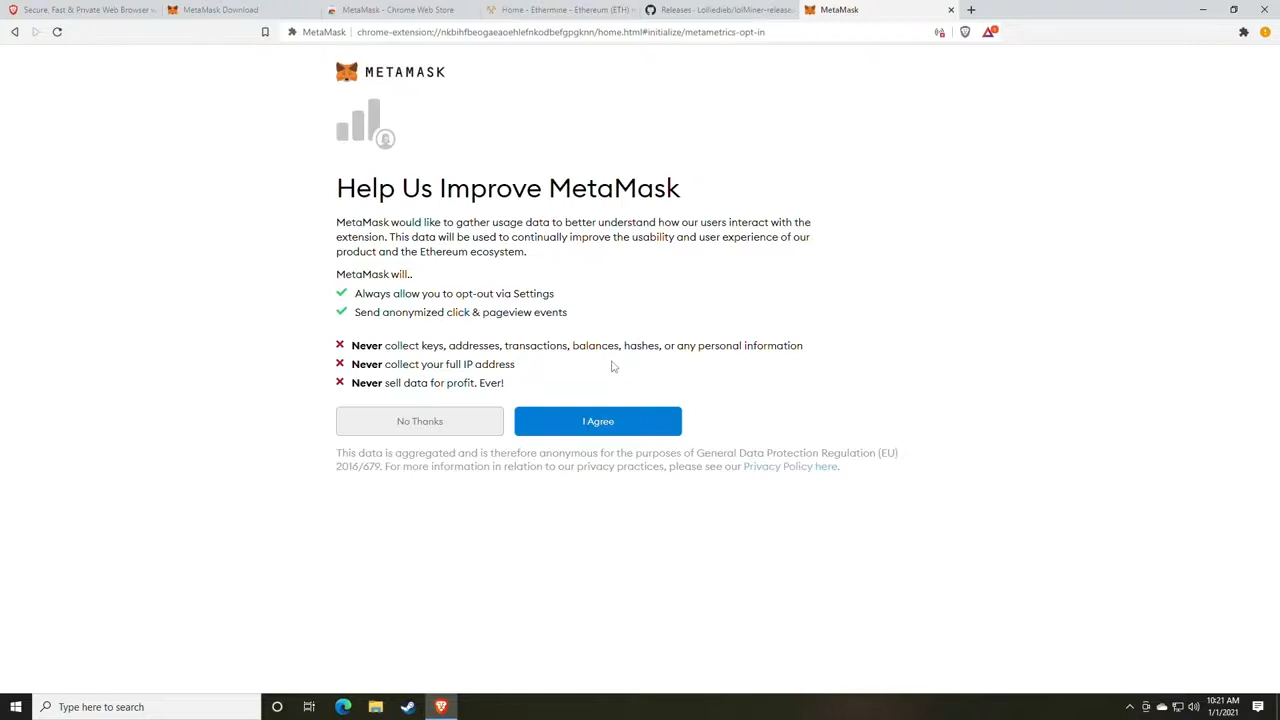 Secure, Fast & Private Web Browser
MetaMask Download
MetaMask - Chrome Web Store
Home - Ethermine - Ethereum (ETH)
Releases · Lolliedieb/lolMiner-release
MetaMask
MetaMask
chrome-extension://nkbihfbeogaeaoehlefnkodbefgpgknn/home.html#initialize/metametrics-opt-in
METAMASK
Help Us Improve MetaMask
MetaMask would like to gather usage data to better understand how our users interact with the
extension. This data will be used to continually improve the usability and user experience of our
product and the Ethereum ecosystem.
MetaMask will..
Always allow you to opt-out via Settings
Send anonymized click & pageview events
Never collect keys, addresses, transactions, balances, hashes, or any personal information
Never collect your full IP address
Never sell data for profit. Ever!
No Thanks
I Agree
This data is aggregated and is therefore anonymous for the purposes of General Data Protection Regulation (EU)
2016/679. For more information in relation to our privacy practices, please see our Privacy Policy here.
Type here to search
10:21 AM
1/1/2021